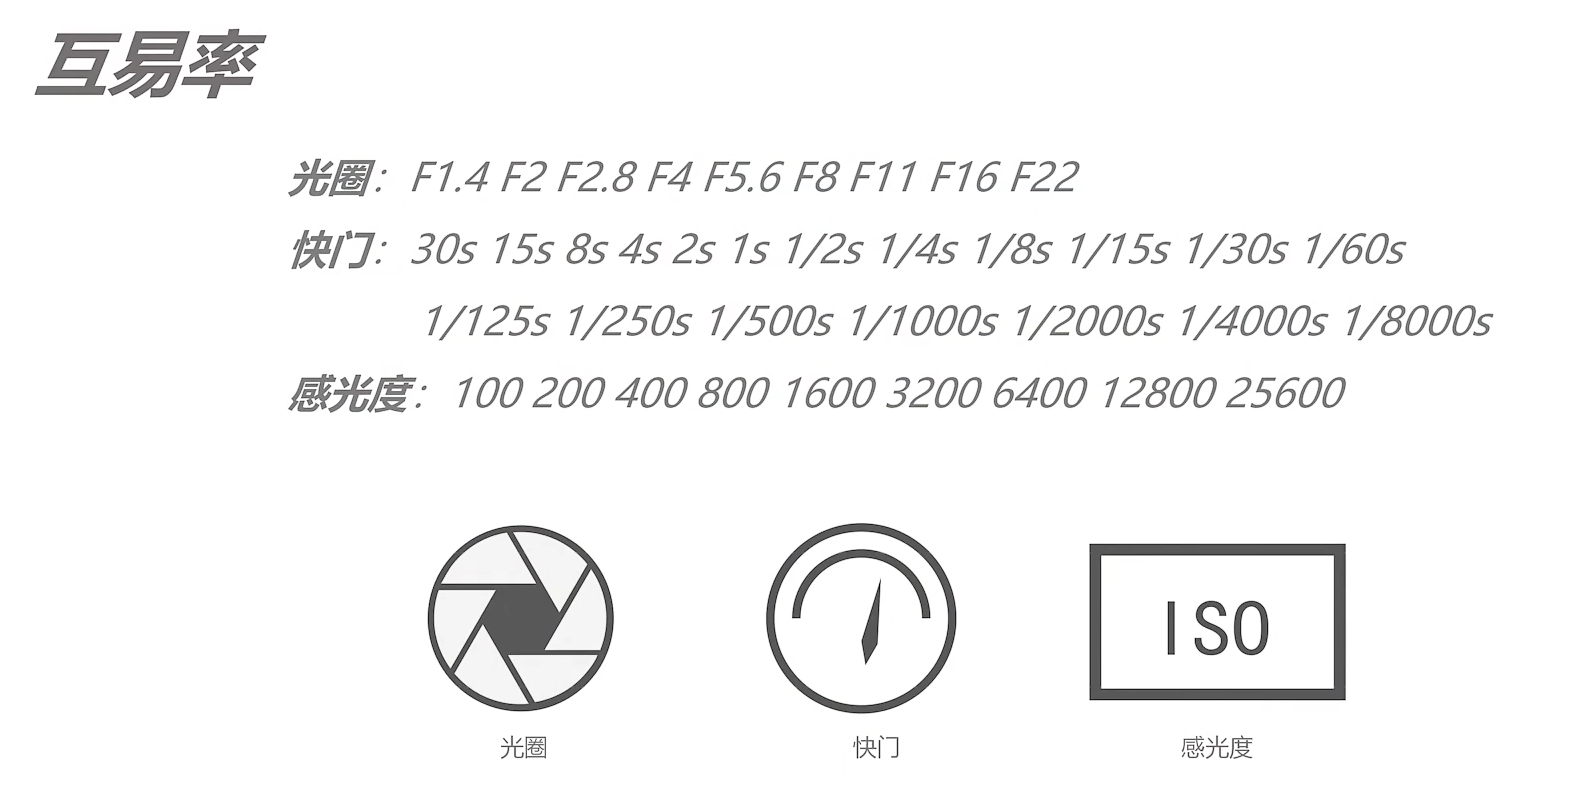 互易率
光圈：F1.4 F2 F2.8 F4 F5.6 F8 F11 F16 F22
快门：30s 15s 8s 4s 2s 1s 1/2s 1/4s 1/8s 1/15s 1/30s 1/60s
1/125s 1/250s 1/500s 1/1000s 1/2000s 1/4000s 1/8000s
感光度：100 200 400 800 1600 3200 6400 12800 25600
ISO
光圈
快门
感光度